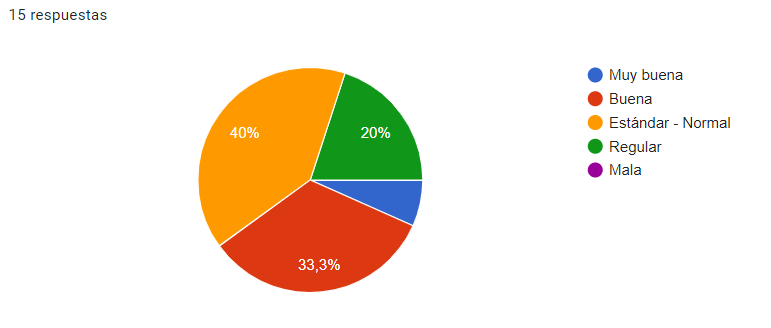 15 respuestas
Muy buena
Buena
Estándar - Normal
Regular
Mala
40%
20%
33,3%